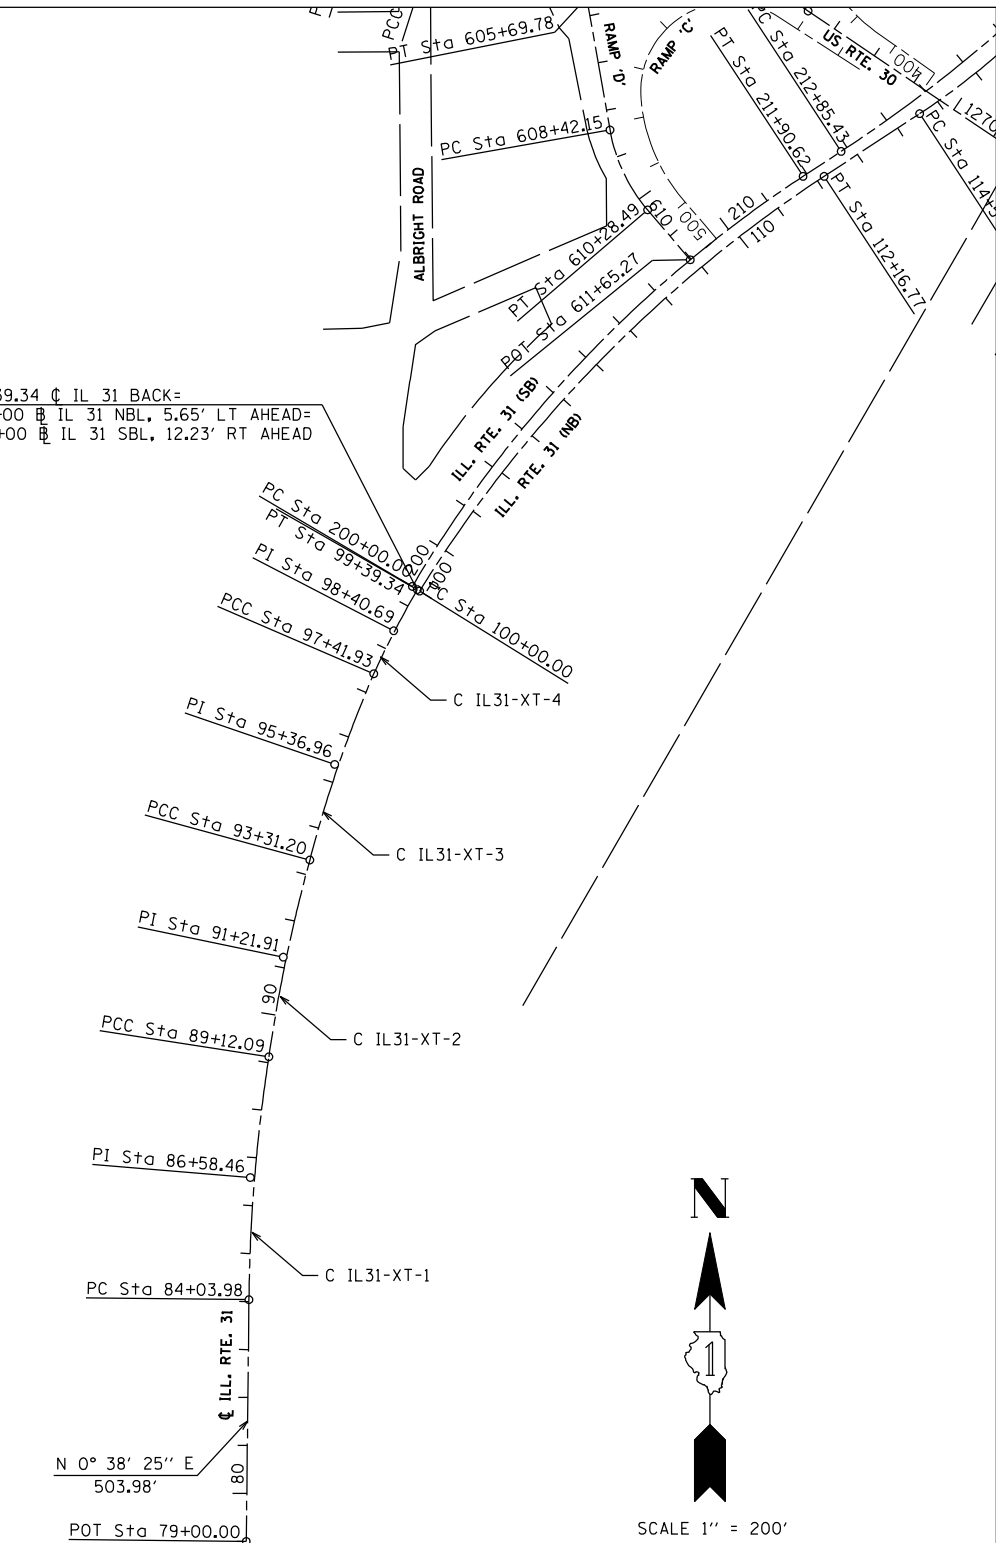 PCC
PT Sta 605+69.78
RAMP 'D'
RAMP 'C'
PC Sta 212+85.43
US RTE. 30
400
PT Sta 211+90.62
1270
PC Sta 608+42.15
ALBRIGHT ROAD
PT Sta 112+16.77
PT Sta 610+28.49
610
500
210
110
POT Sta 611+65.27
39.34 ℄ IL 31 BACK=
+00 B IL 31 NBL, 5.65' LT AHEAD=
+00 B IL 31 SBL, 12.23' RT AHEAD
ILL. RTE. 31 (SB)
ILL. RTE. 31 (NB)
PC Sta 200+00.00
200
PT Sta 99+39.34
PC Sta 100+00.00
PI Sta 98+40.69
PCC Sta 97+41.93
C IL31-XT-4
PI Sta 95+36.96
PCC Sta 93+31.20
C IL31-XT-3
PI Sta 91+21.91
90
PCC Sta 89+12.09
C IL31-XT-2
PI Sta 86+58.46
C IL31-XT-1
PC Sta 84+03.98
℄ ILL. RTE. 31
N 0° 38' 25" E
503.98'
80
POT Sta 79+00.00
N
1
SCALE 1" = 200'